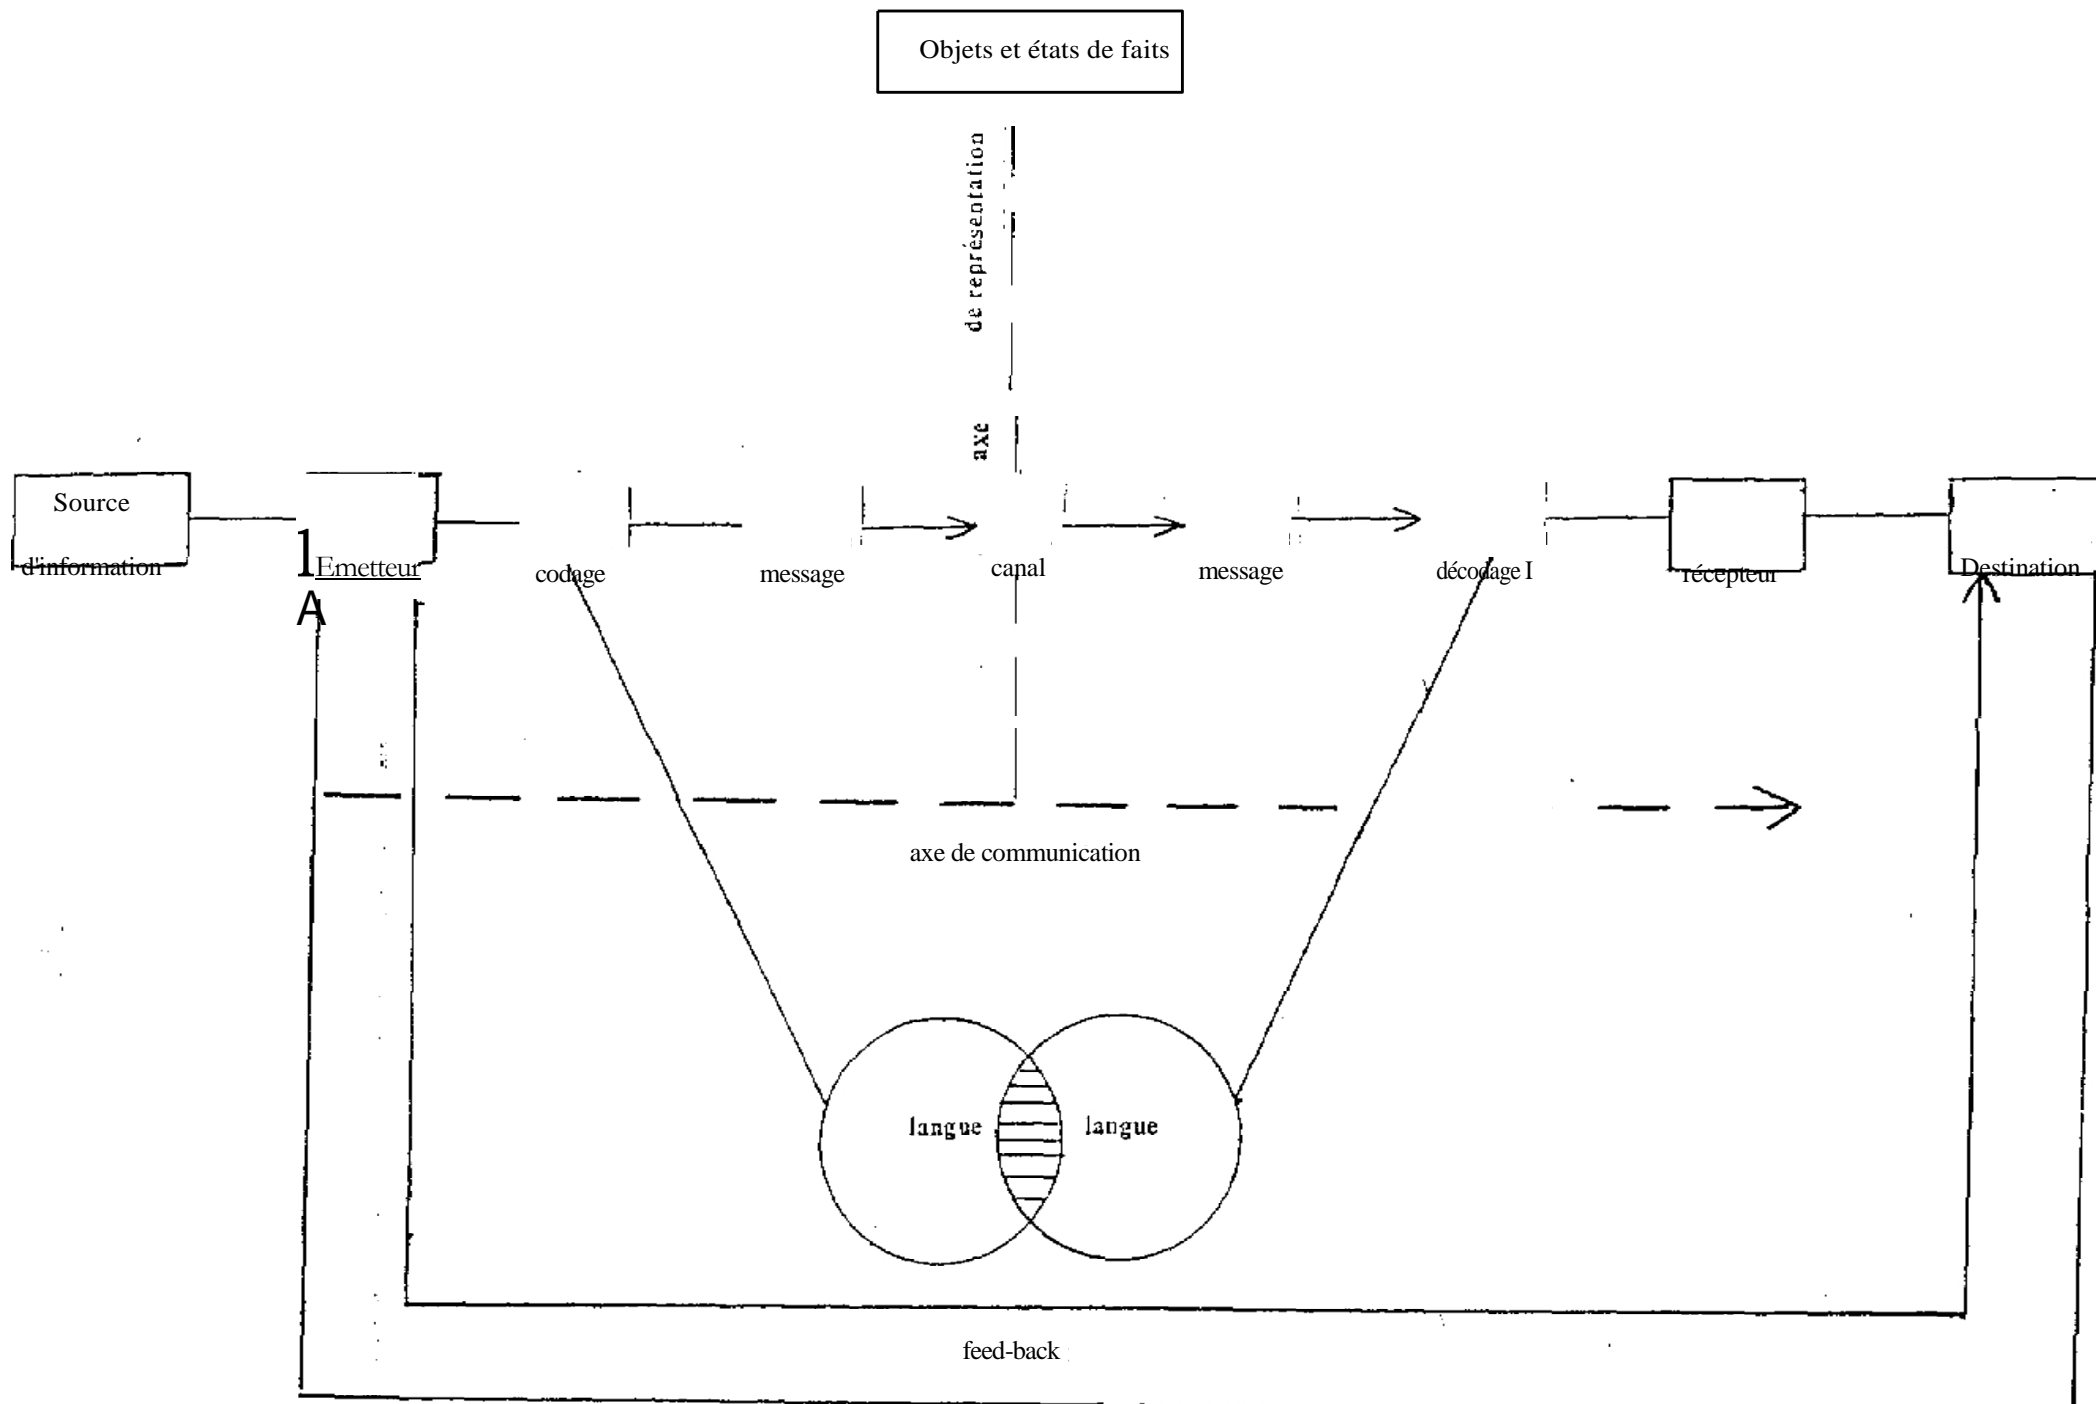 Objets et états de faits
axe de représentation
Source
d'information
1
Emetteur
A
codage
message
canal
message
décodage I
récepteur
Destination
axe de communication
langue
langue
feed-back